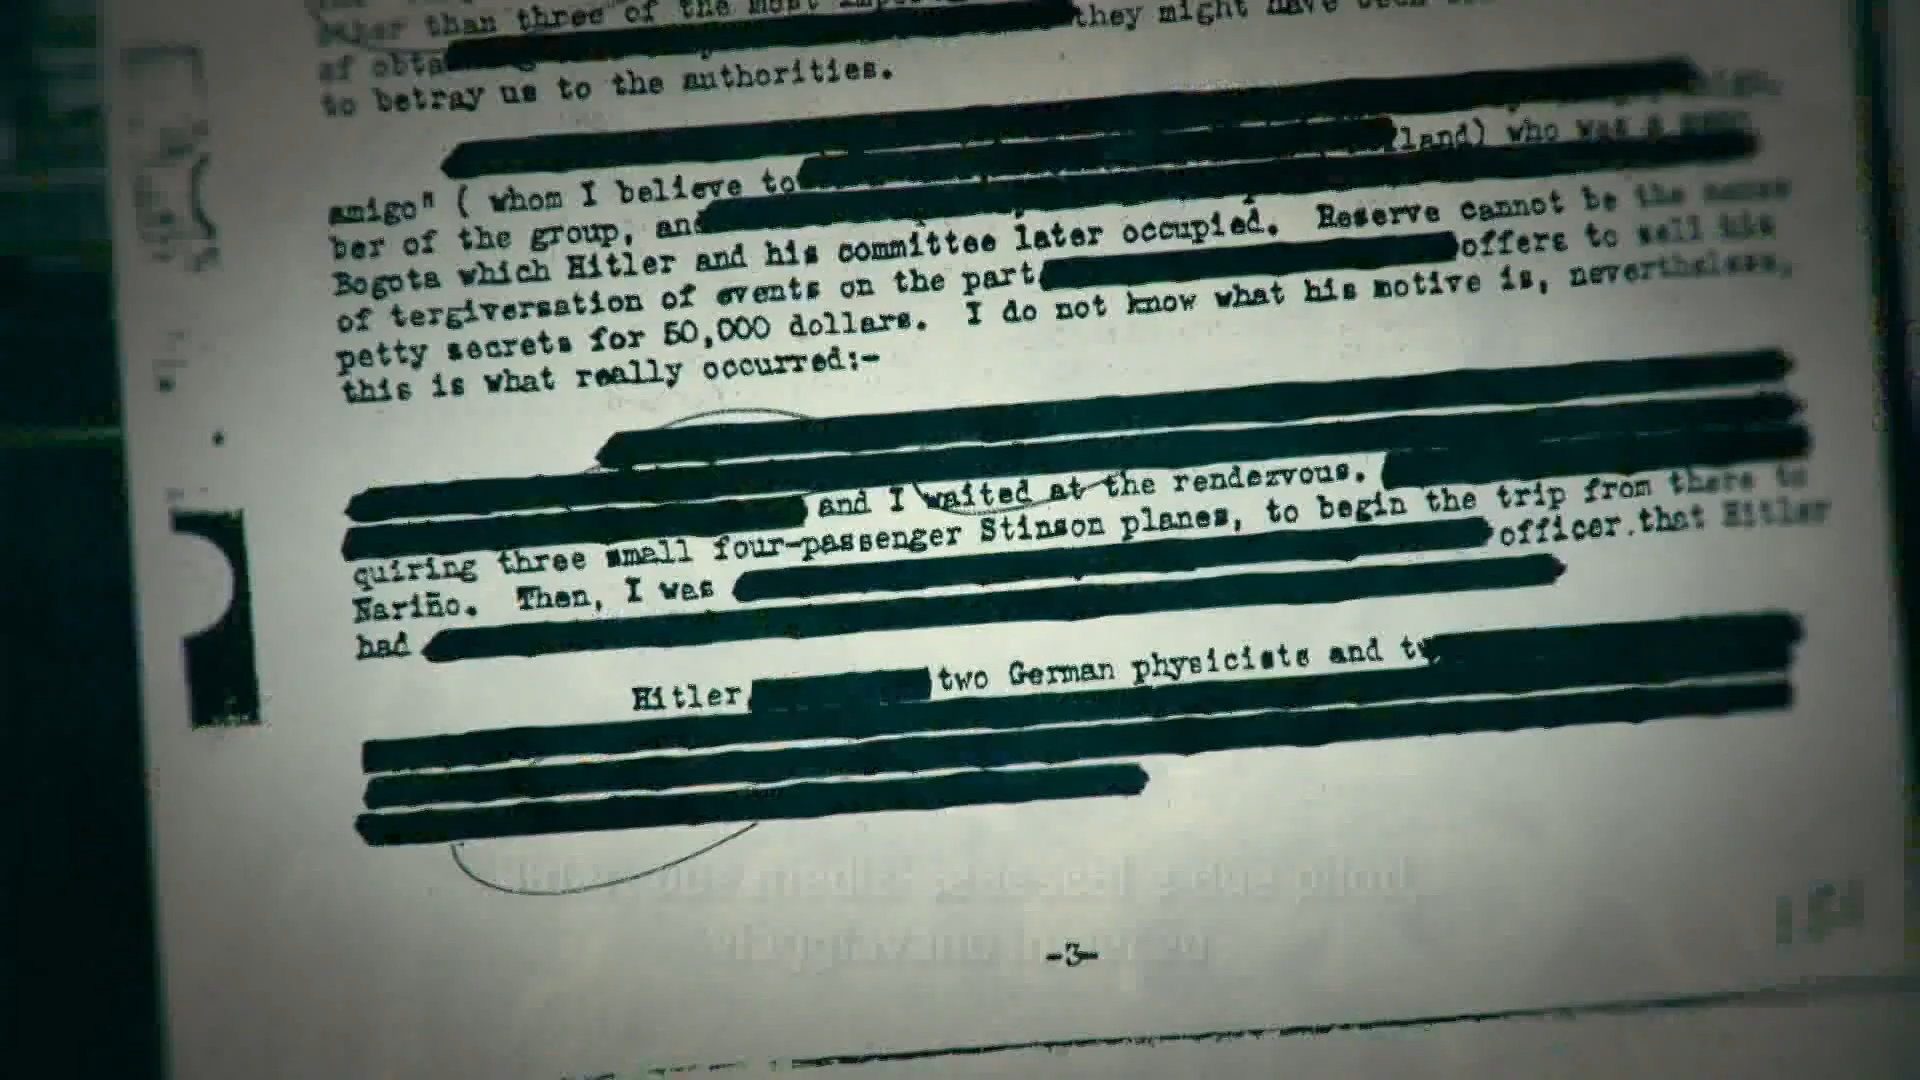 than three of the most
of they might have been
to betray us to the authorities.
amigo" ( whom I believe to land) who was a
ber of the group, and
Bogota which Hitler and his committee later occupied. Reserve cannot be the sense
of tergiversation of events on the part offers to sell his
petty secrets for 50,000 dollars. I do not know what his motive is, nevertheless,
this is what really occurred:-
and I waited at the rendezvous.
quiring three small four-passenger Stinson planes, to begin the trip from there to
Nariño. Then, I was officer.that Hitler
had
Hitler two German physicists and
-3-